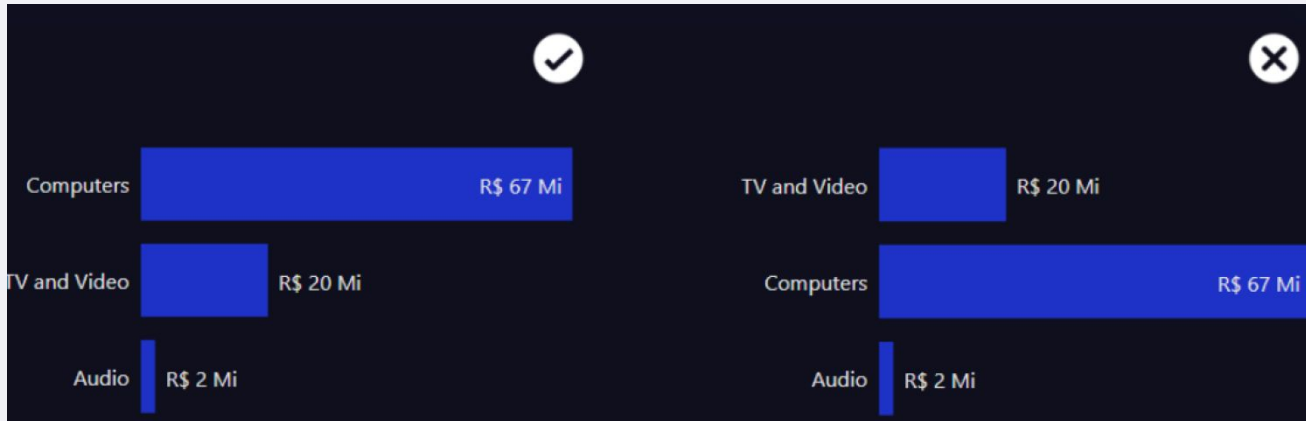 Computers
R$ 67 Mi
TV and Video
R$ 20 Mi
Audio
R$ 2 Mi
TV and Video
R$ 20 Mi
Computers
R$ 67 Mi
Audio
R$ 2 Mi